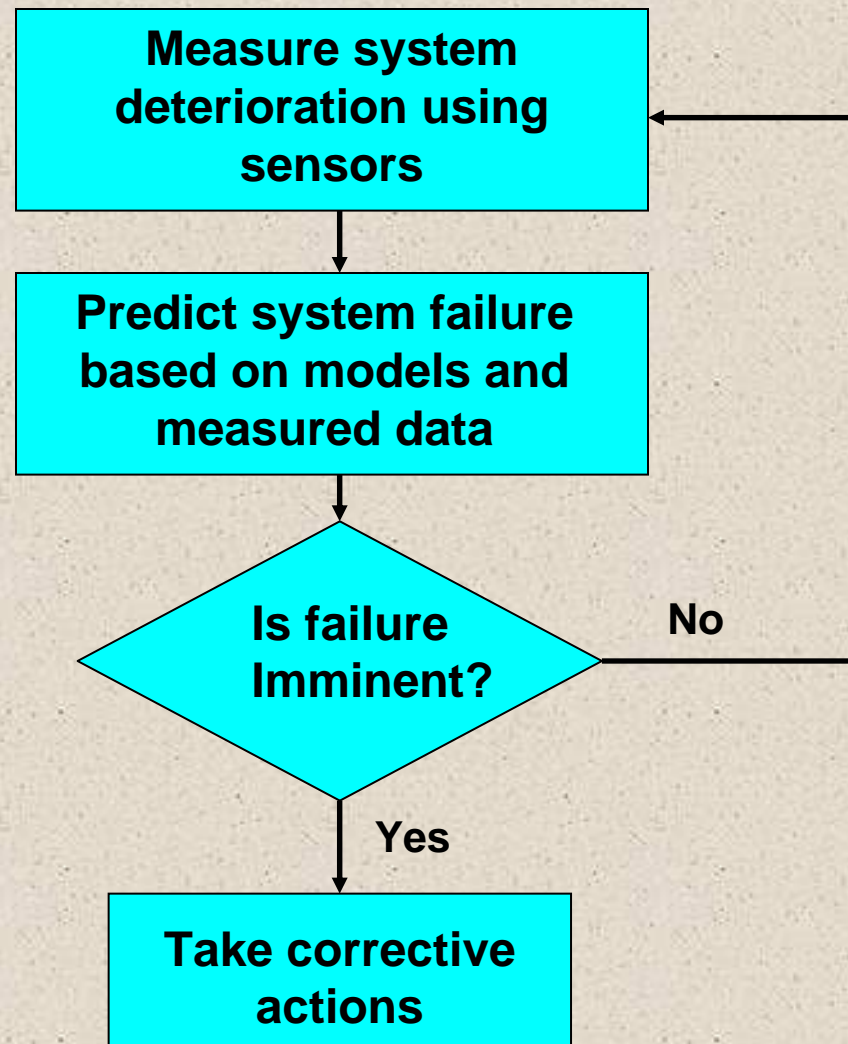 Measure system
deterioration using
sensors
Predict system failure
based on models and
measured data
Is failure
Imminent?
No
Yes
Take corrective
actions